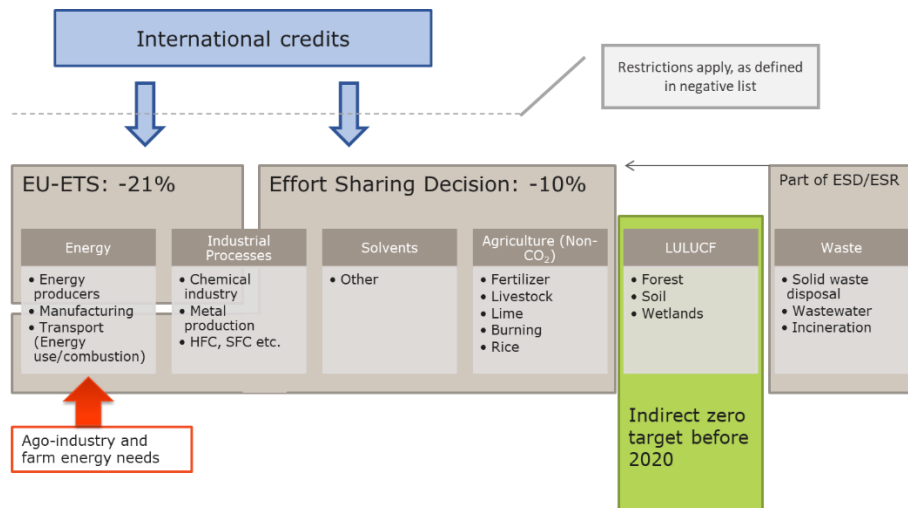 International credits
Restrictions apply, as defined
in negative list
EU-ETS: -21%
Effort Sharing Decision: -10%
Part of ESD/ESR
Energy
• Energy
producers
• Manufacturing
• Transport
(Energy
use/combustion)
Industrial
Processes
• Chemical
industry
• Metal
production
• HFC, SFC etc.
Solvents
• Other
Agriculture (Non-
CO₂)
• Fertilizer
• Livestock
• Lime
• Burning
• Rice
LULUCF
• Forest
• Soil
• Wetlands
Waste
• Solid waste
disposal
• Wastewater
• Incineration
Ago-industry and
farm energy needs
Indirect zero
target before
2020